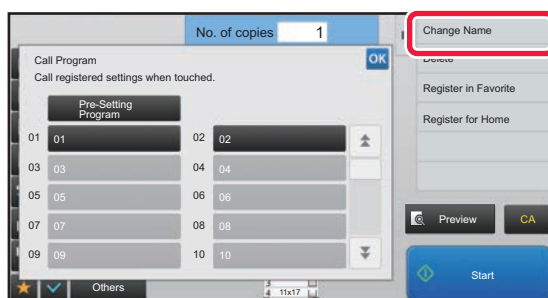 No. of copies 1
Call Program
OK
Call registered settings when touched.
Pre-Setting
Program
01 01
02 02
03 03
04 04
05 05
06 06
07 07
08 08
09 09
10 10
Others
11x17
4
Change Name
Delete
Register in Favorite
Register for Home
Preview
CA
Start